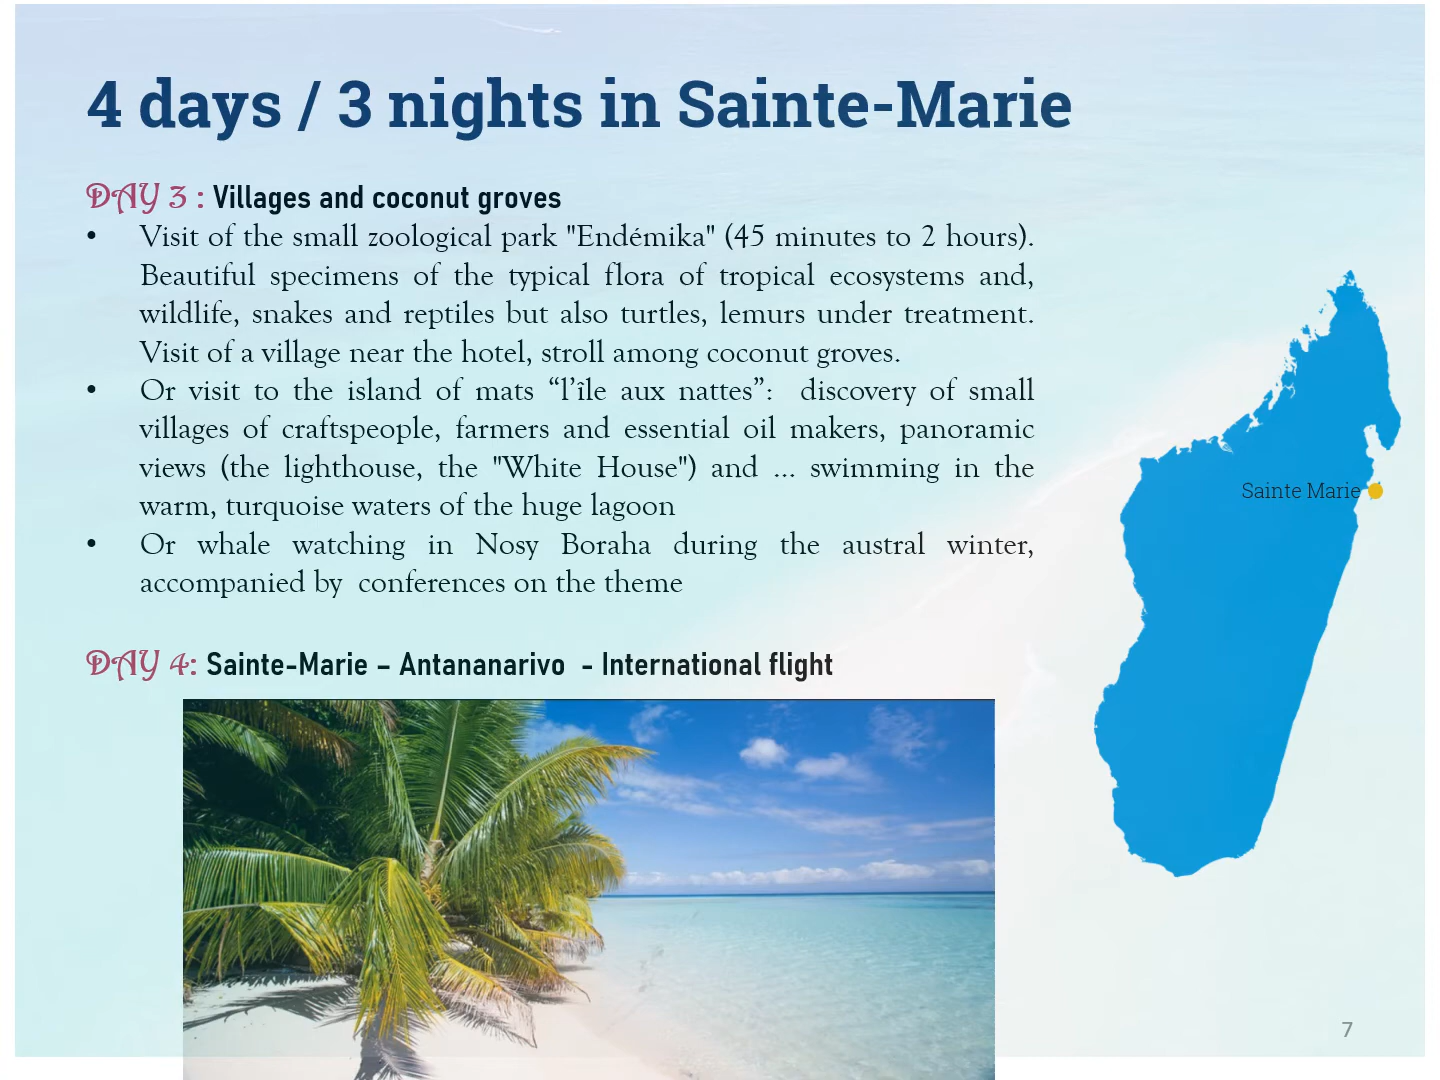 4 days / 3 nights in Sainte-Marie
DAY 3 : Villages and coconut groves
• Visit of the small zoological park "Endémika" (45 minutes to 2 hours).
Beautiful specimens of the typical flora of tropical ecosystems and,
wildlife, snakes and reptiles but also turtles, lemurs under treatment.
Visit of a village near the hotel, stroll among coconut groves.
• Or visit to the island of mats “l’île aux nattes”: discovery of small
villages of craftspeople, farmers and essential oil makers, panoramic
views (the lighthouse, the "White House") and ... swimming in the
warm, turquoise waters of the huge lagoon
• Or whale watching in Nosy Boraha during the austral winter,
accompanied by conferences on the theme
DAY 4: Sainte-Marie – Antananarivo - International flight
Sainte Marie
7